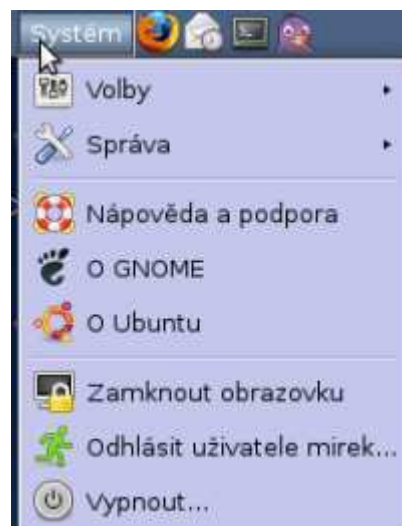 Systém
Volby
Správa
Nápověda a podpora
O GNOME
O Ubuntu
Zamknout obrazovku
Odhlásit uživatele mirek...
Vypnout...